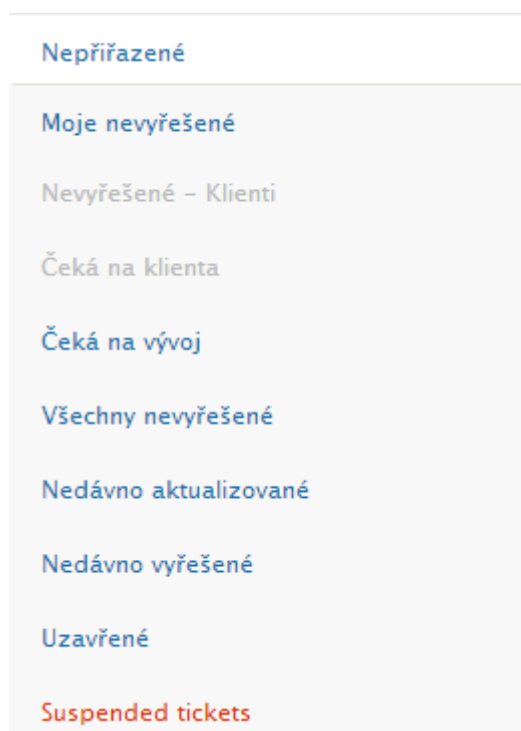 Nepřiřazené
Moje nevyřešené
Nevyřešené – Klienti
Čeká na klienta
Čeká na vývoj
Všechny nevyřešené
Nedávno aktualizované
Nedávno vyřešené
Uzavřené
Suspended tickets